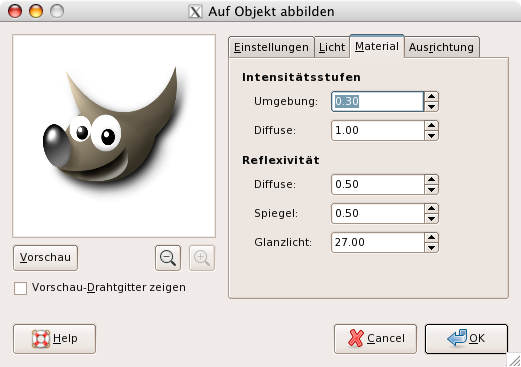 Auf Objekt abbilden
Einstellungen Licht Material Ausrichtung
Intensitätsstufen
Umgebung: 0.30
Diffuse: 1.00
Reflexivität
Diffuse: 0.50
Spiegel: 0.50
Glanzlicht: 27.00
Vorschau
Vorschau-Drahtgitter zeigen
Help Cancel OK